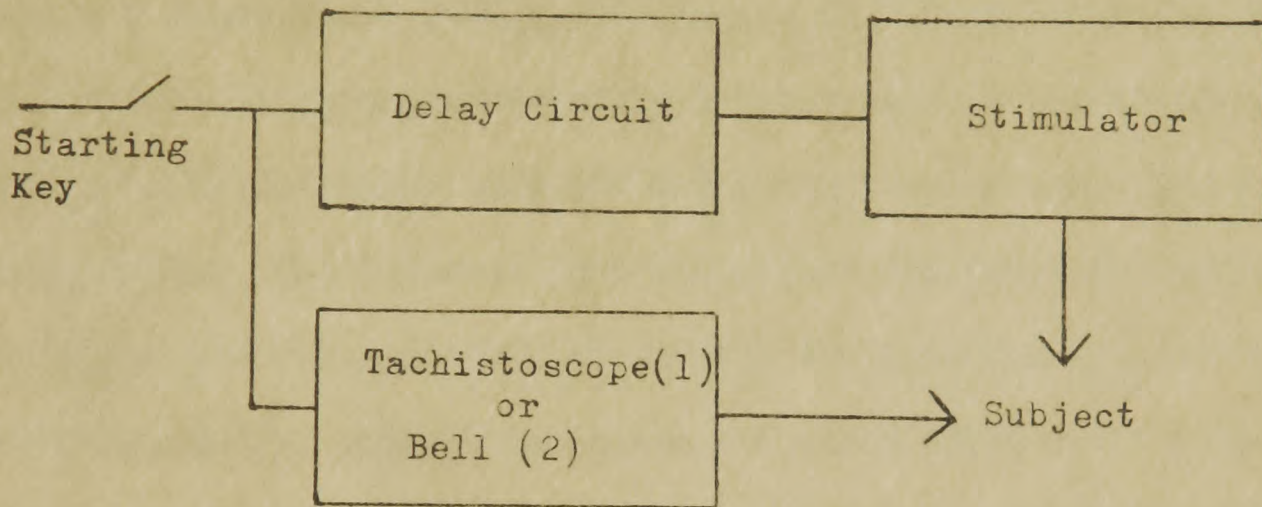 Delay Circuit
Stimulator
Starting
Key
Tachistoscope(1)
or
Bell (2)
Subject